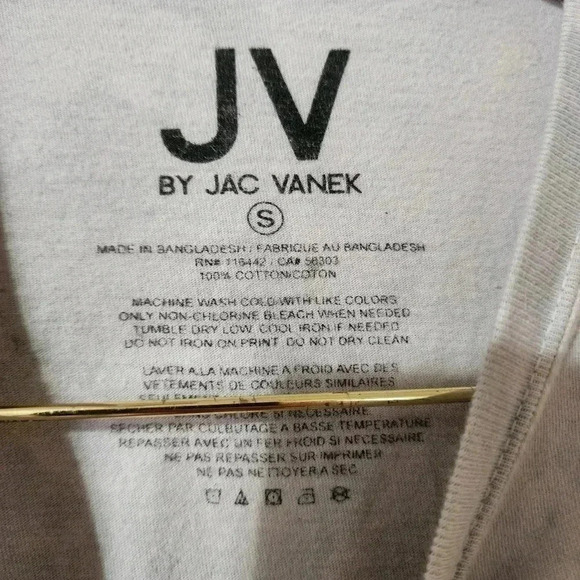 JV
BY JAC VANEK
S
MADE IN BANGLADESH / FABRIQUE AU BANGLADESH
RN# 116442 / CA# 56303
100% COTTON/COTON
MACHINE WASH COLD WITH LIKE COLORS
ONLY NON-CHLORINE BLEACH WHEN NEEDED
TUMBLE DRY LOW. COOL IRON IF NEEDED
DO NOT IRON ON PRINT. DO NOT DRY CLEAN
LAVER A LA MACHINE A FROID AVEC DES
VETEMENTS DE COULEURS SIMILAIRES
SEULEMENT
CHLORE SI NECESSAIRE.
SECHER PAR CULBUTAGE A BASSE TEMPERATURE
REPASSER AVEC UN FER FROID SI NECESSAIRE
NE PAS REPASSER SUR IMPRIMER
NE PAS NETTOYER A SEC